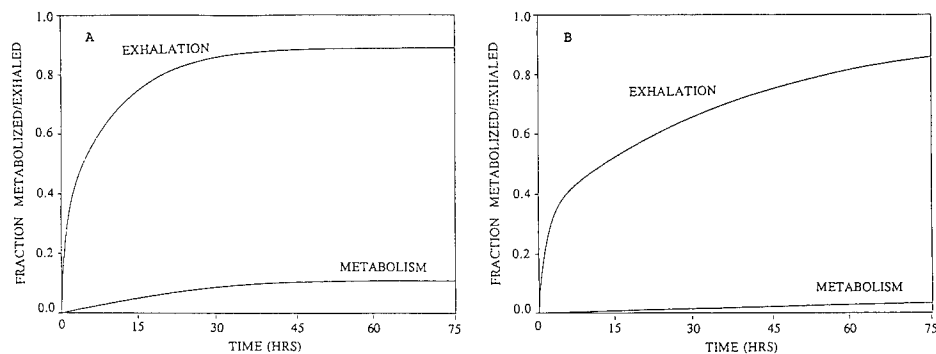 1.0
A
EXHALATION
0.8
0.6
0.4
0.2
METABOLISM
0.0
0 15 30 45 60 75
TIME (HRS)
FRACTION METABOLIZED/EXHALED
1.0
B
0.8
EXHALATION
0.6
0.4
0.2
METABOLISM
0.0
0 15 30 45 60 75
TIME (HRS)
FRACTION METABOLIZED/EXHALED